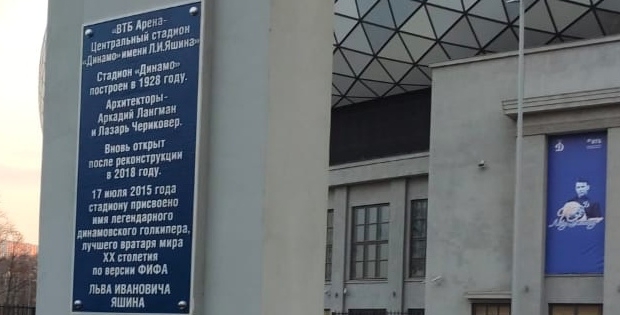 «ВТБ Арена-
Центральный стадион
«Динамо» имени Л.И.Яшина»
Стадион «Динамо»
построен в 1928 году.
Архитекторы-
Аркадий Лангман
и Лазарь Чериковер.
Вновь открыт
после реконструкции
в 2018 году.
17 июля 2015 года
стадиону присвоено
имя легендарного
динамовского голкипера,
лучшего вратаря мира
XX столетия
по версии ФИФА
ЛЬВА ИВАНОВИЧА
ЯШИНА
ВТБ